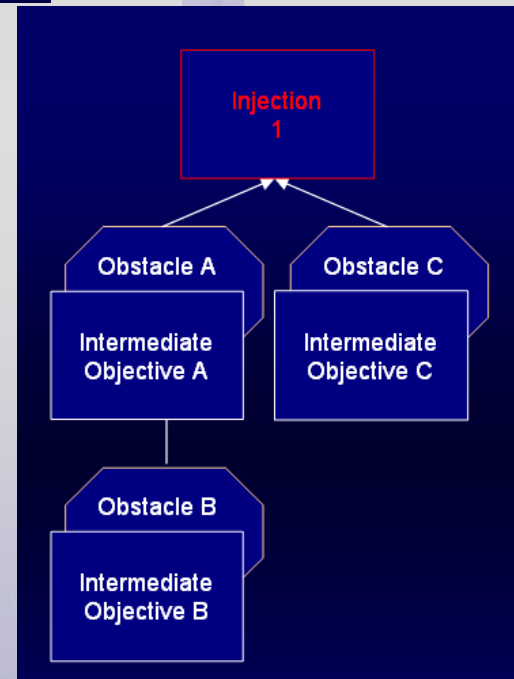 Injection
1
Obstacle A
Obstacle C
Intermediate
Objective A
Intermediate
Objective C
Obstacle B
Intermediate
Objective B